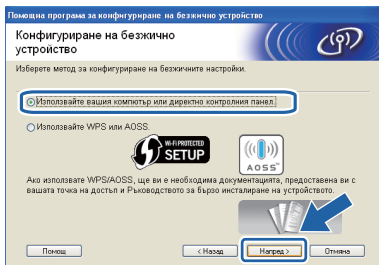 Помощна програма за конфигуриране на безжично устройство
Конфигуриране на безжично
устройство
Изберете метод за конфигуриране на безжичните настройки.
Използвайте вашия компютър или директно контролния панел.
Използвайте WPS или AOSS.
WI-FI PROTECTED
SETUP
AOSS
Ако използвате WPS/AOSS, ще ви е необходима документацията, предоставена ви с
вашата точка на достъп и Ръководството за бързо инсталиране на устройството.
Помощ
< Назад
Напред >
Отмяна